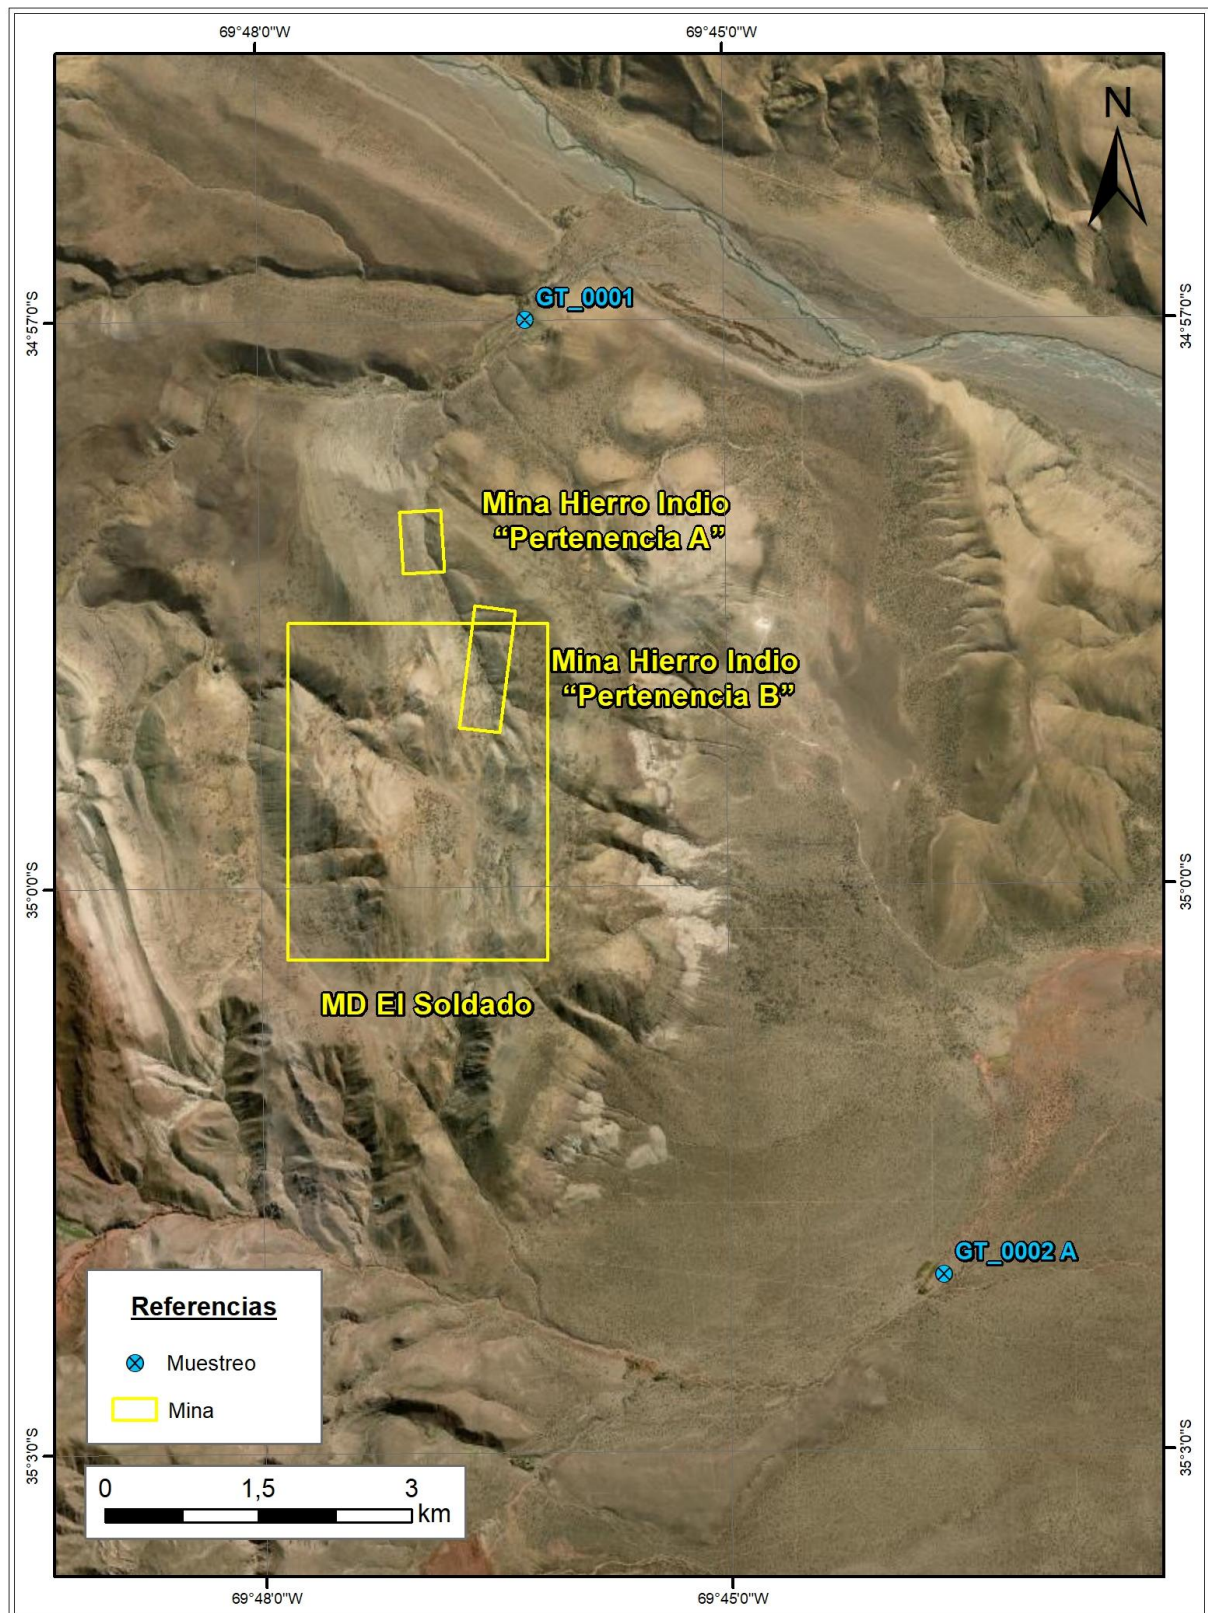 69°48'0"W
69°45'0"W
N
34°57'0"S
34°57'0"S
GT_0001
Mina Hierro Indio
“Pertenencia A”
Mina Hierro Indio
“Pertenencia B”
35°0'0"S
35°0'0"S
MD El Soldado
GT_0002 A
Referencias
Muestreo
Mina
35°3'0"S
35°3'0"S
0 1,5 3
km
69°48'0"W
69°45'0"W